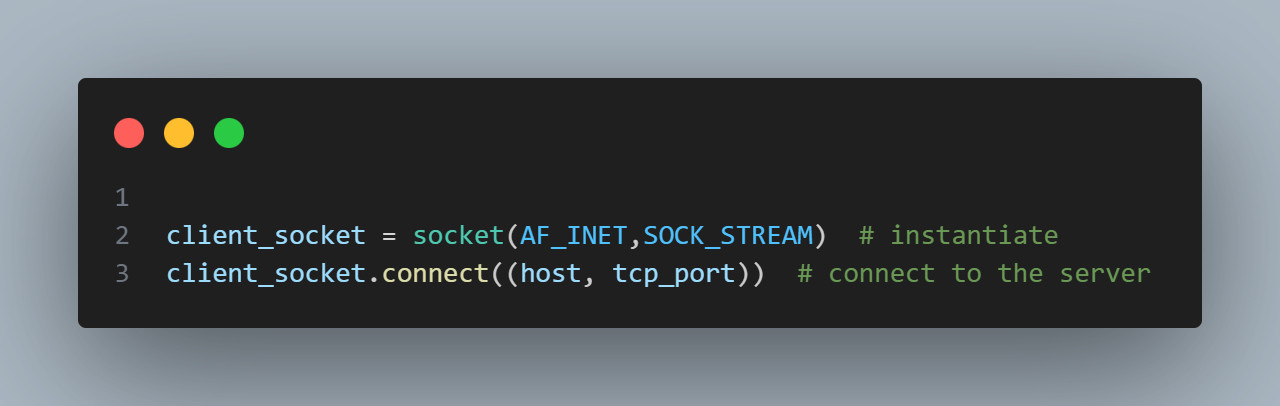 1
2 client_socket = socket(AF_INET,SOCK_STREAM)  # instantiate
3 client_socket.connect((host, tcp_port))  # connect to the server